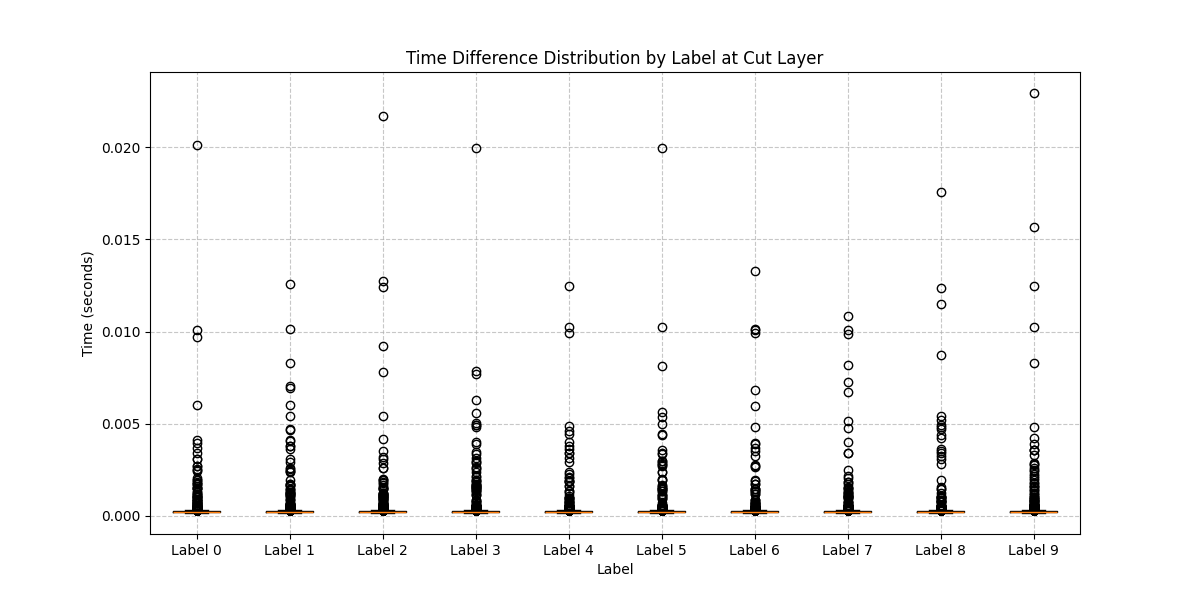 Time Difference Distribution by Label at Cut Layer
Time (seconds)
0.020
0.015
0.010
0.005
0.000
Label 0 Label 1 Label 2 Label 3 Label 4 Label 5 Label 6 Label 7 Label 8 Label 9
Label